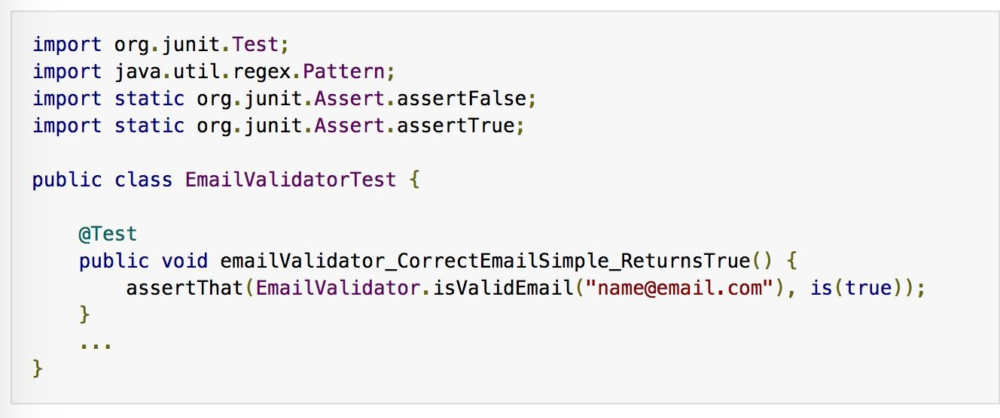 import org.junit.Test;
import java.util.regex.Pattern;
import static org.junit.Assert.assertFalse;
import static org.junit.Assert.assertTrue;
public class EmailValidatorTest {
@Test
public void emailValidator_CorrectEmailSimple_ReturnsTrue() {
assertThat(EmailValidator.isValidEmail("name@email.com"), is(true));
}
...
}